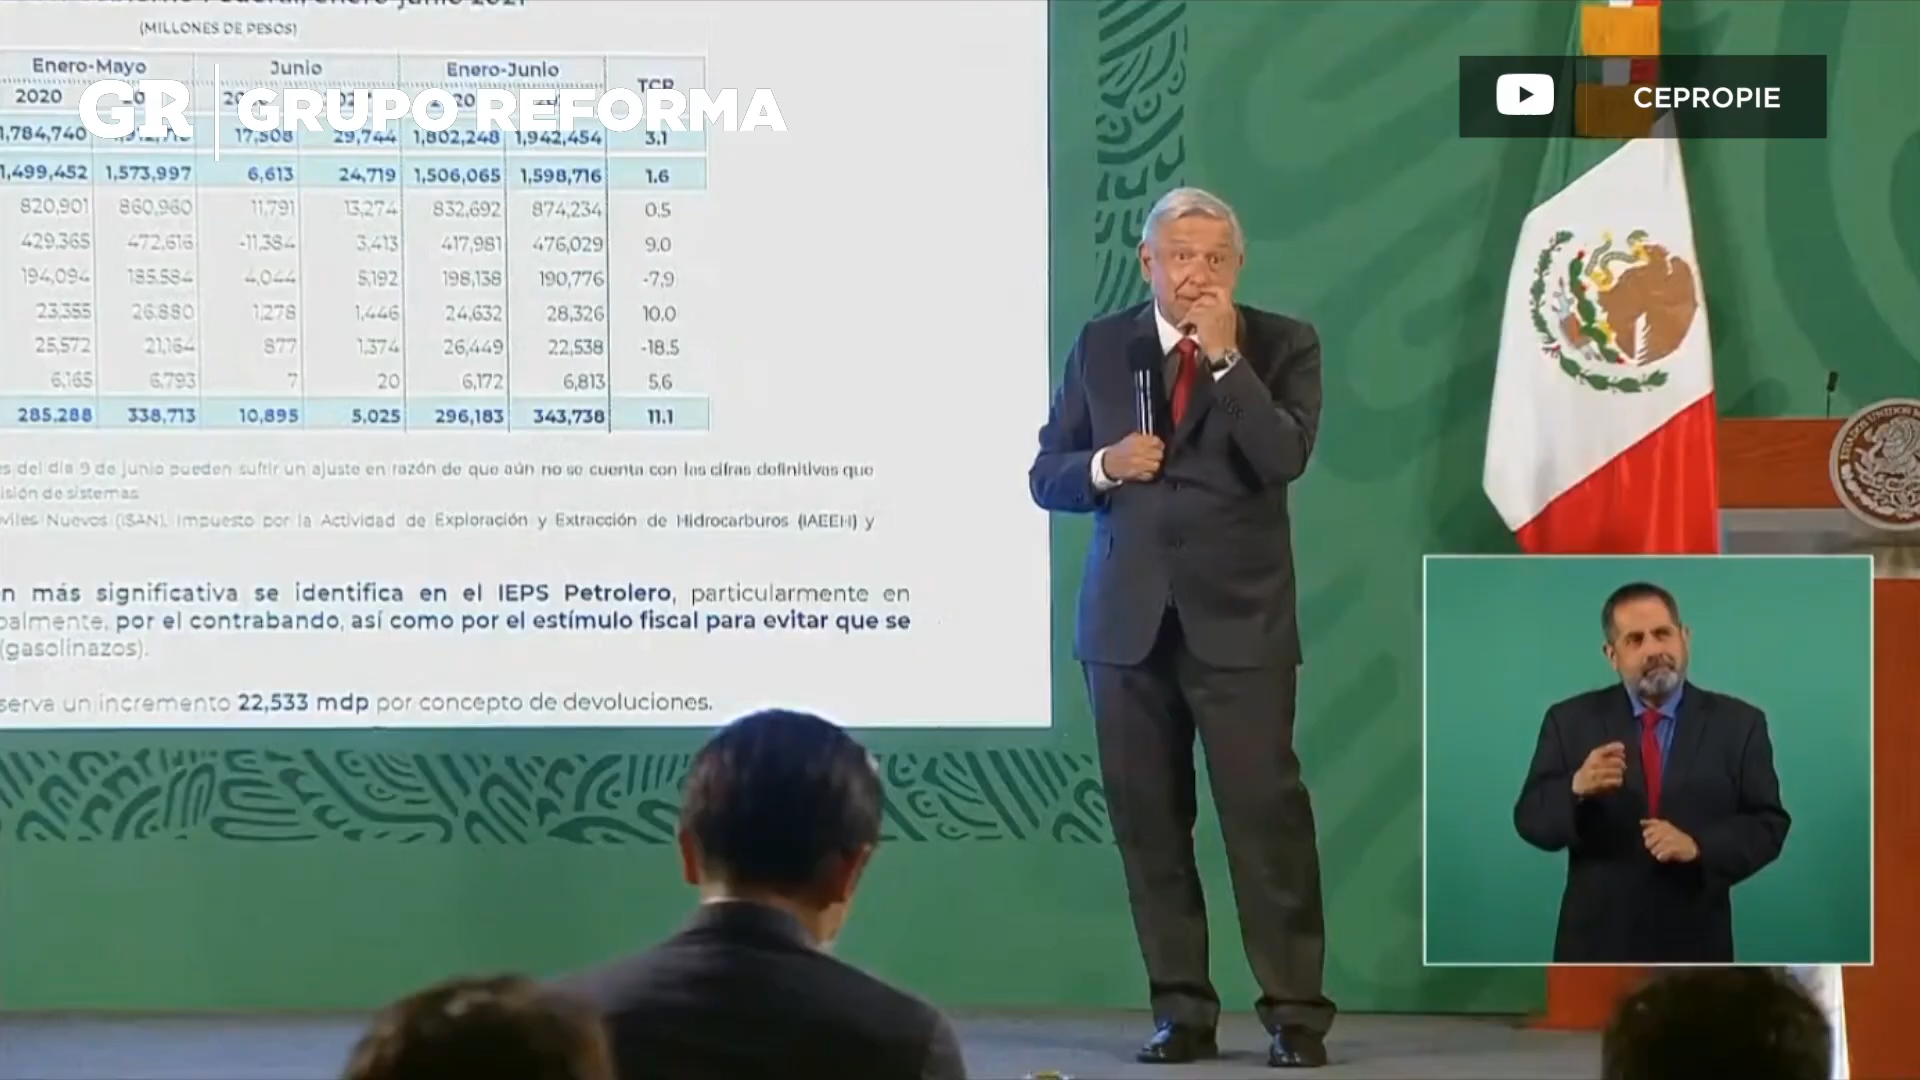 Gobierno Federal, enero-junio 2021
(MILLONES DE PESOS)
Enero-Mayo Junio Enero-Junio TCR
2020
GR GRUPO REFORMA
CEPROPIE
1,784,740 17,508 29,744 1,802,248 1,942,454 3.1
1,499,452 1,573,997 6,613 24,719 1,506,065 1,598,716 1.6
820,901 860,960 11,791 13,274 832,692 874,234 0.5
429,365 472,616 -11,384 3,413 417,981 476,029 9.0
194,094 185,584 4,044 5,192 198,138 190,776 -7.9
23,355 26,880 1,278 1,446 24,632 28,326 10.0
25,572 21,164 877 1,374 26,449 22,538 -18.5
6,165 6,793 7 20 6,172 6,813 5.6
285,288 338,713 10,895 5,025 296,183 343,738 11.1
s del día 9 de junio pueden sufrir un ajuste en razón de que aún no se cuenta con las cifras definitivas que
isión de sistemas.
viles Nuevos (ISAN), Impuesto por la Actividad de Exploración y Extracción de Hidrocarburos (IAEEH) y
n más significativa se identifica en el IEPS Petrolero, particularmente en
palmente, por el contrabando, así como por el estímulo fiscal para evitar que se
(gasolinazos).
serva un incremento 22,533 mdp por concepto de devoluciones.